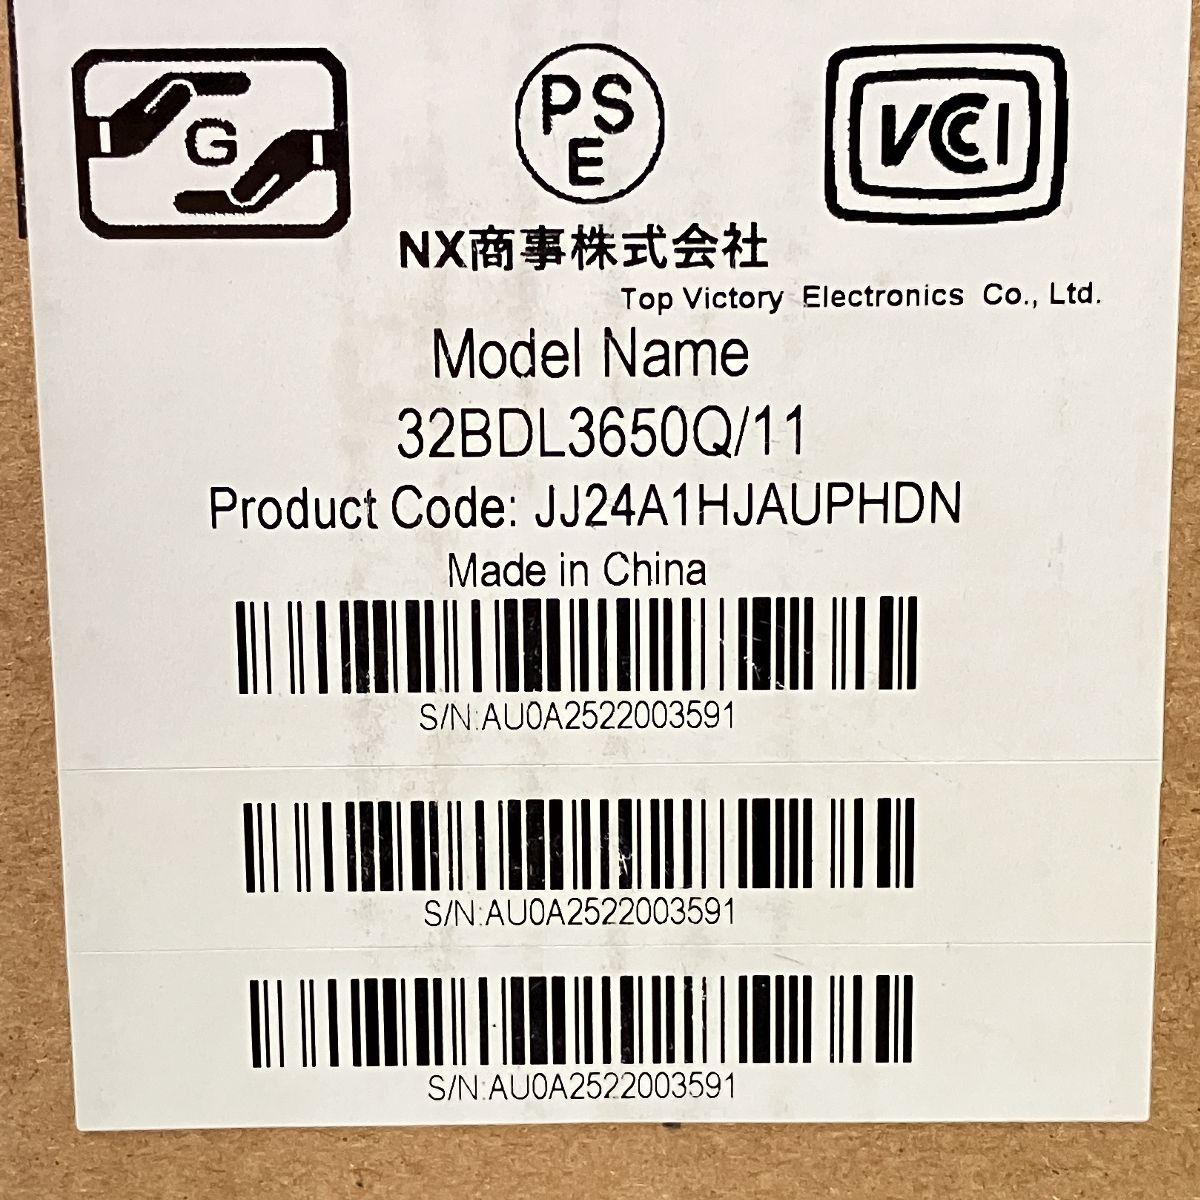 G
PS
E
VCCI
NX商事株式会社
Top Victory Electronics Co., Ltd.
Model Name
32BDL3650Q/11
Product Code: JJ24A1HJAUPHDN
Made in China
S/N:AU0A2522003591
S/N:AU0A2522003591
S/N:AU0A2522003591